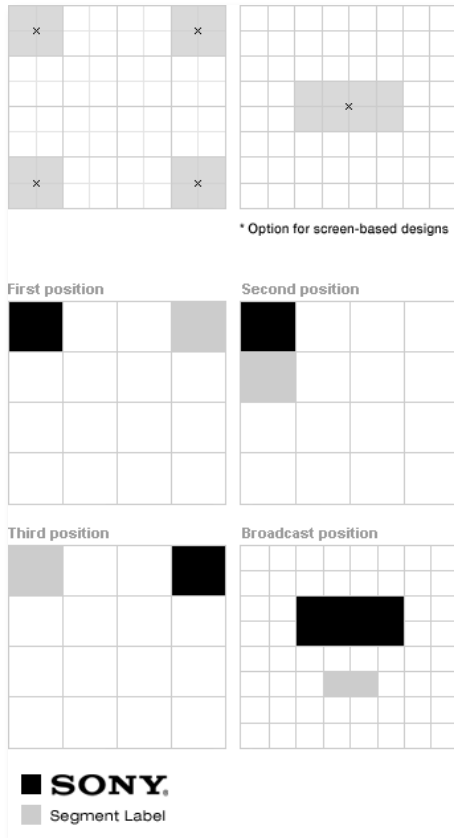 * Option for screen-based designs
First position
Second position
Third position
Broadcast position
SONY®
Segment Label